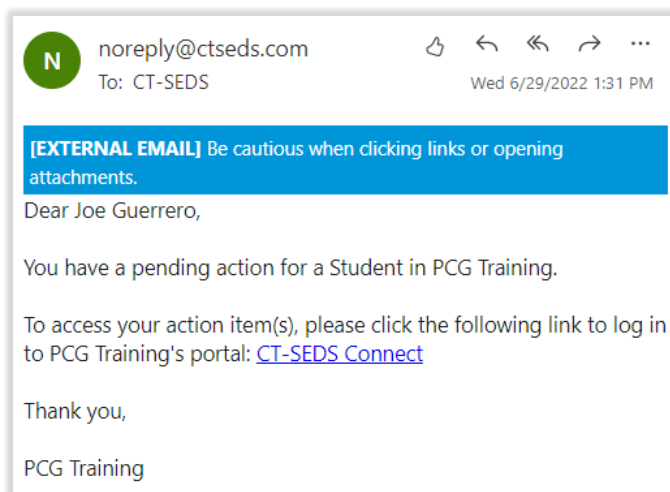 N
noreply@ctseds.com
To: CT-SEDS
Wed 6/29/2022 1:31 PM
[EXTERNAL EMAIL] Be cautious when clicking links or opening
attachments.
Dear Joe Guerrero,
You have a pending action for a Student in PCG Training.
To access your action item(s), please click the following link to log in
to PCG Training's portal: CT-SEDS Connect
Thank you,
PCG Training